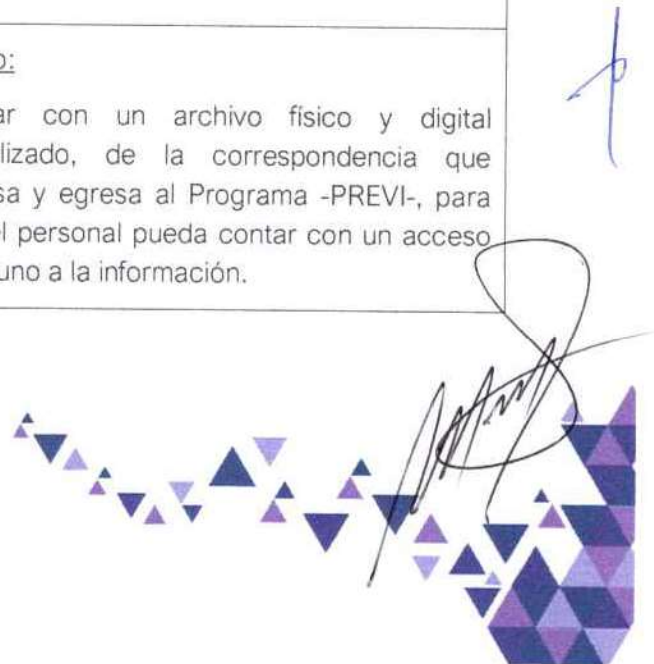 o:
ar con un archivo físico y digital
lizado, de la correspondencia que
sa y egresa al Programa -PREVI-, para
el personal pueda contar con un acceso
uno a la información.